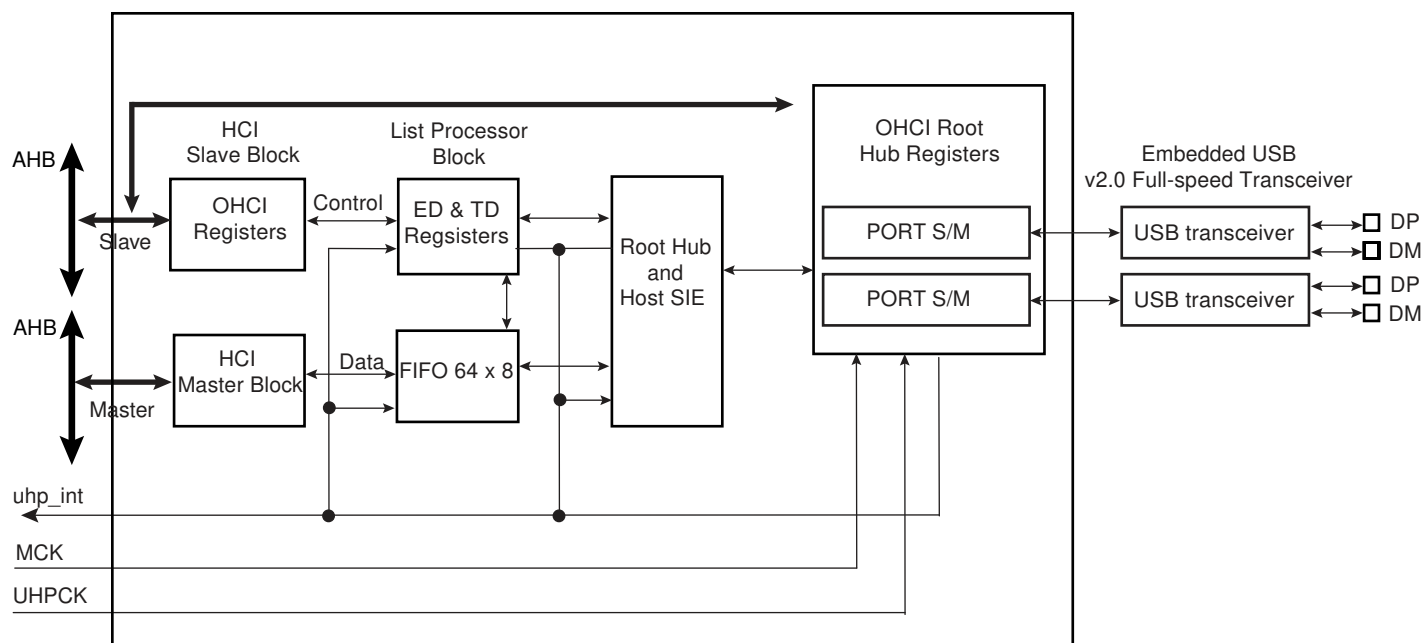 AHB
HCI
Slave Block
List Processor
Block
OHCI Root
Hub Registers
Embedded USB
v2.0 Full-speed Transceiver
OHCI
Registers
Control
ED & TD
Regsisters
Slave
Root Hub
and
Host SIE
PORT S/M
USB transceiver
DP
DM
PORT S/M
USB transceiver
DP
DM
AHB
HCI
Master Block
Data
FIFO 64 x 8
Master
uhp_int
MCK
UHPCK